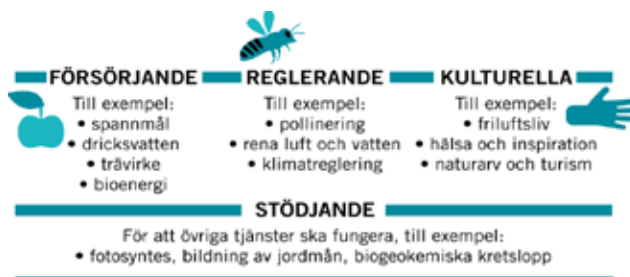 FÖRSÖRJANDE
Till exempel:
• spannmål
• dricksvatten
• trävirke
• bioenergi
REGLERANDE
Till exempel:
• pollinering
• rena luft och vatten
• klimatreglering
KULTURELLA
Till exempel:
• friluftsliv
• hälsa och inspiration
• naturarv och turism
STÖDJANDE
För att övriga tjänster ska fungera, till exempel:
• fotosyntes, bildning av jordmån, biogeokemiska kretslopp